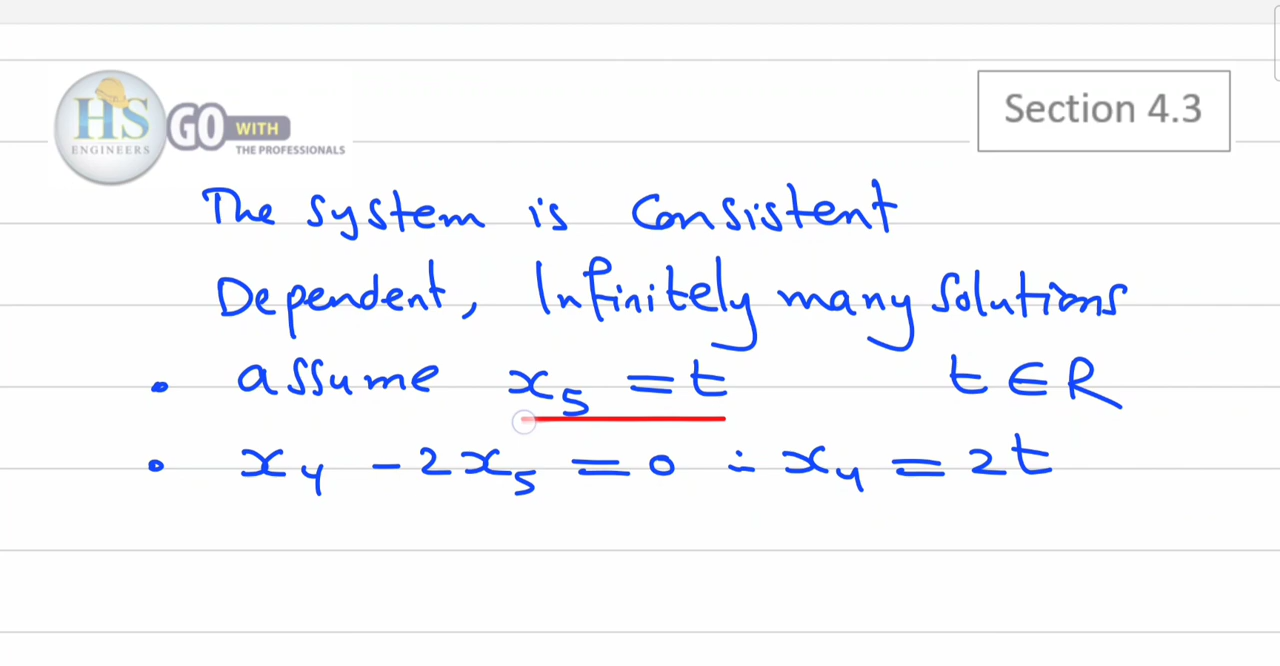 HS
ENGINEERS
GO WITH
THE PROFESSIONALS
Section 4.3
The system is Consistent
Dependent, Infinitely many Solutions
• assume x₅ = t t ∈ R
• x₄ - 2x₅ = 0 ∴ x₄ = 2t